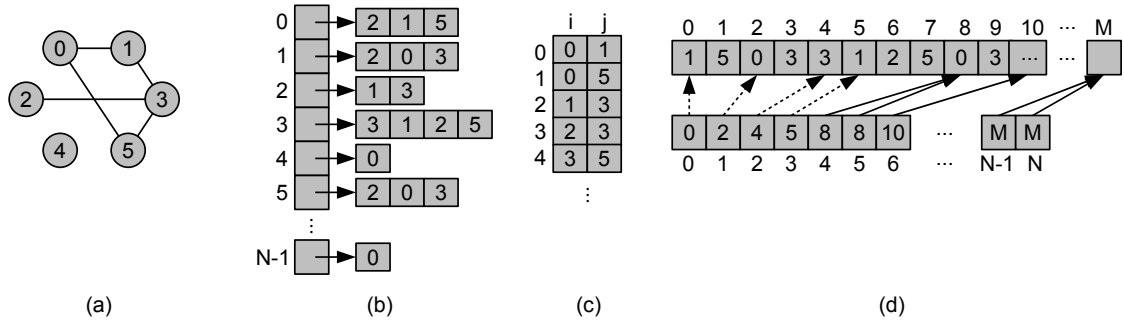 0 1
2 3
4 5
(a)
0 2 1 5
1 2 0 3
2 1 3
3 3 1 2 5
4 0
5 2 0 3
...
N-1 0
(b)
i j
0 0 1
1 0 5
2 1 3
3 2 3
4 3 5
...
(c)
0 1 2 3 4 5 6 7 8 9 10 ... M
1 5 0 3 3 1 2 5 0 3 ... ...
0 2 4 5 8 8 10 ... M M
0 1 2 3 4 5 6 ... N-1 N
(d)